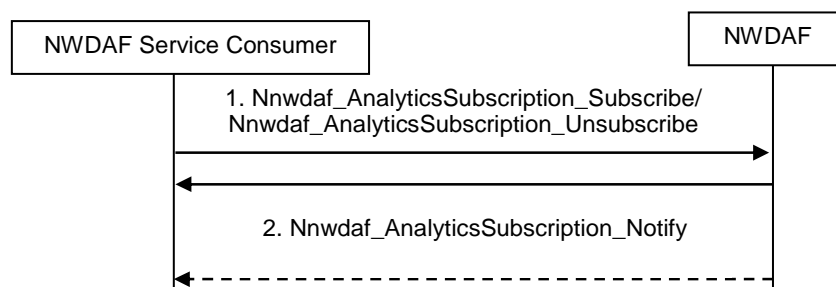 NWDAF Service Consumer
NWDAF
1. Nnwdaf_AnalyticsSubscription_Subscribe/
Nnwdaf_AnalyticsSubscription_Unsubscribe
2. Nnwdaf_AnalyticsSubscription_Notify